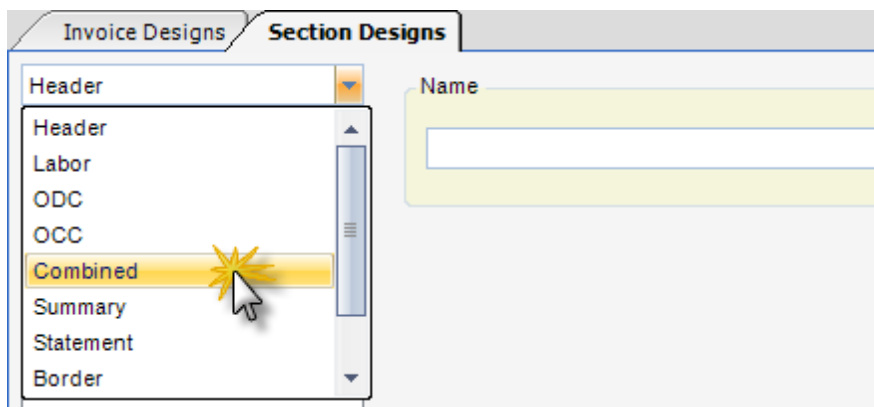 Invoice Designs Section Designs
Header
Name
Header
Labor
ODC
OCC
Combined
Summary
Statement
Border